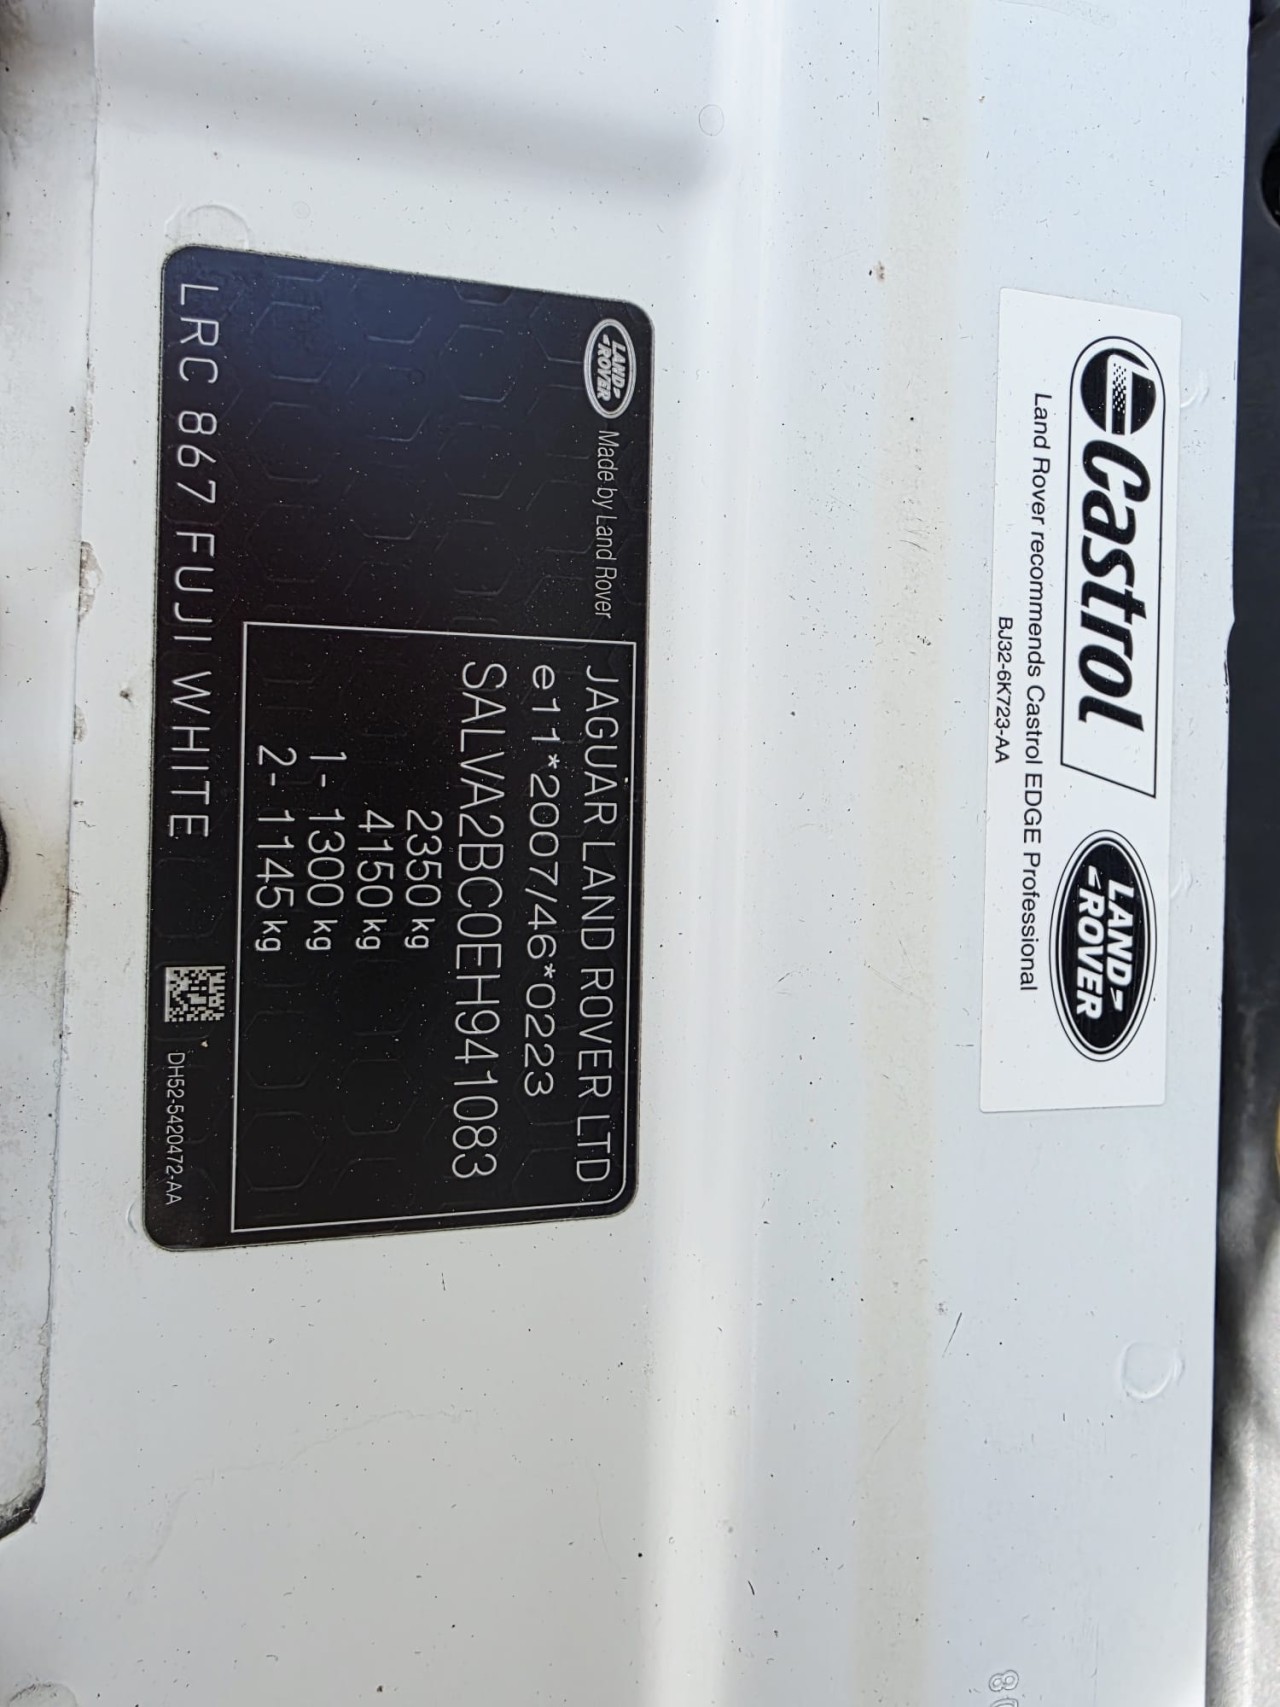 Castrol
LAND
ROVER
Land Rover recommends Castrol EDGE Professional
BJ32-6K723-AA
LAND
ROVER
Made by Land Rover
JAGUAR LAND ROVER LTD
e11*2007/46*0223
SALVA2BC0EH941083
2350 kg
4150 kg
1- 1300 kg
2- 1145 kg
LRC 867 FUJI WHITE
DH52-5420472-AA